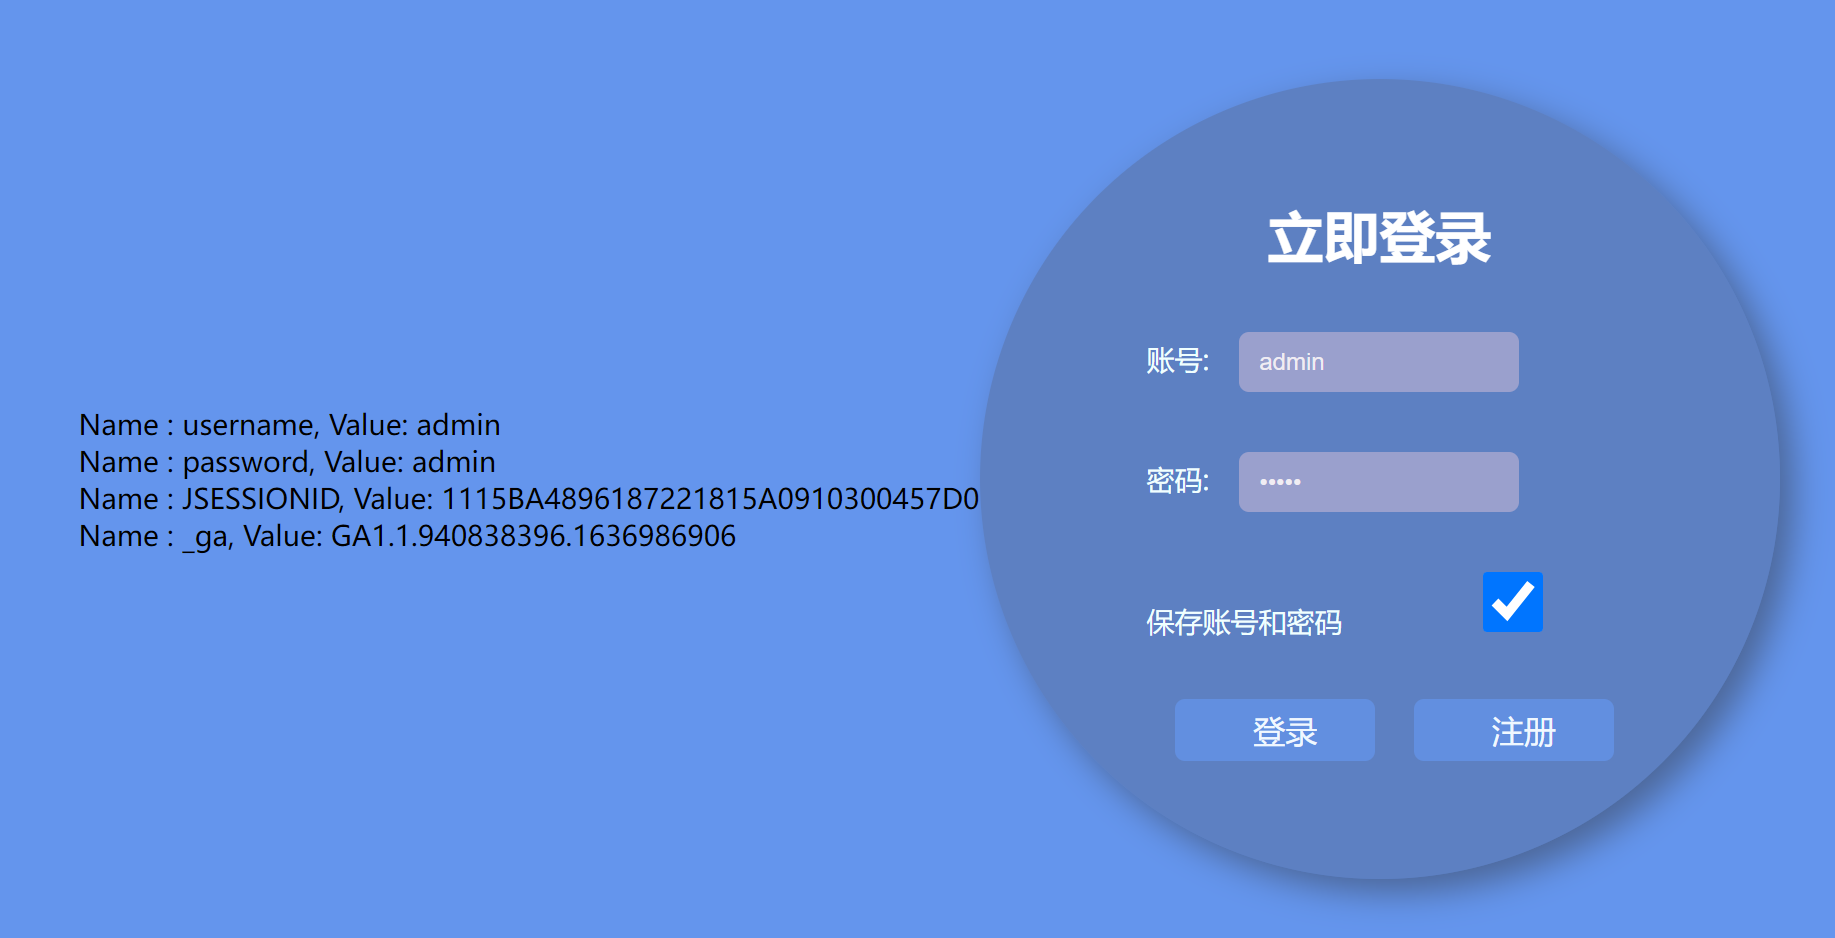 Name : username, Value: admin
Name : password, Value: admin
Name : JSESSIONID, Value: 1115BA4896187221815A0910300457D0
Name : _ga, Value: GA1.1.940838396.1636986906
立即登录
账号: admin
密码: •••••
保存账号和密码
登录 注册